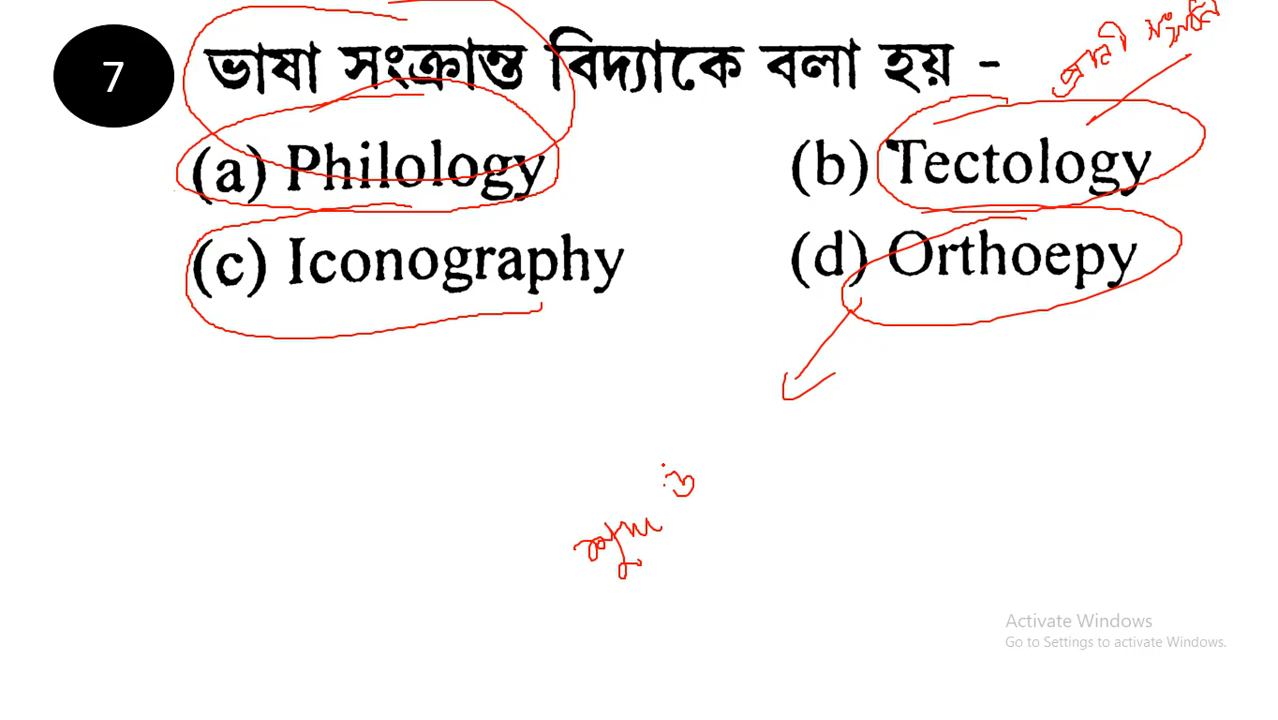 7
ভাষা সংক্রান্ত বিদ্যাকে বলা হয় -
(a) Philology
(b) Tectology
(c) Iconography
(d) Orthoepy
Activate Windows
Go to Settings to activate Windows.